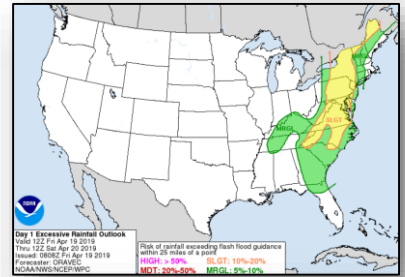 MRGL
SLGT
NOAA
Day 1 Excessive Rainfall Outlook
Valid 12Z Fri Apr 19 2019
Thru 12Z Sat Apr 20 2019
Issued: 0808Z Fri Apr 19 2019
Forecaster: ORAVEC
NOAA/NWS/NCEP/WPC
Risk of rainfall exceeding flash flood guidance
within 25 miles of a point
HIGH: > 50% SLGT: 10%-20%
MDT: 20%-50% MRGL: 5%-10%